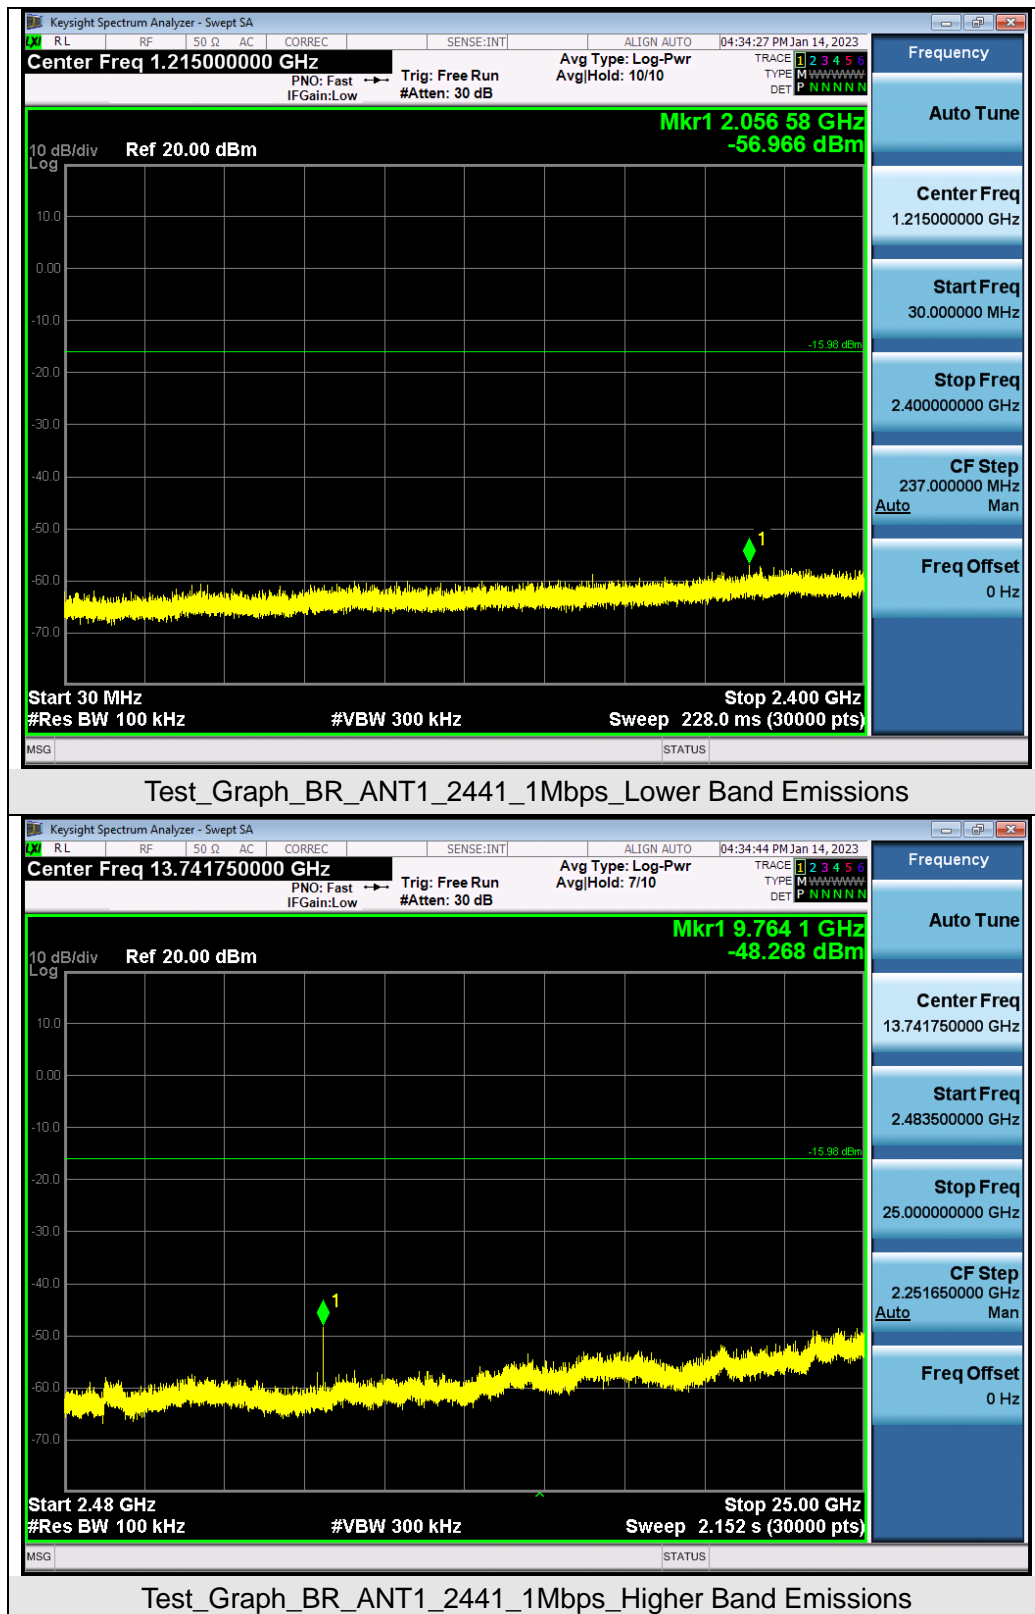 Keysight Spectrum Analyzer - Swept SA
LXI RL RF 50 Ω AC CORREC SENSE:INT ALIGN AUTO 04:34:27 PM Jan 14, 2023
Center Freq 1.215000000 GHz
PNO: Fast
IFGain:Low
Trig: Free Run
#Atten: 30 dB
Avg Type: Log-Pwr
Avg|Hold: 10/10
TRACE 1 2 3 4 5 6
TYPE M WWWWW
DET P N N N N N
Mkr1 2.056 58 GHz
-56.966 dBm
10 dB/div Ref 20.00 dBm
Log
10.0
0.00
-10.0
-15.98 dBm
-20.0
-30.0
-40.0
-50.0
1
-60.0
-70.0
Start 30 MHz Stop 2.400 GHz
#Res BW 100 kHz #VBW 300 kHz Sweep 228.0 ms (30000 pts)
MSG STATUS
Frequency
Auto Tune
Center Freq
1.215000000 GHz
Start Freq
30.000000 MHz
Stop Freq
2.400000000 GHz
CF Step
237.000000 MHz
Auto Man
Freq Offset
0 Hz
Test_Graph_BR_ANT1_2441_1Mbps_Lower Band Emissions
Keysight Spectrum Analyzer - Swept SA
LXI RL RF 50 Ω AC CORREC SENSE:INT ALIGN AUTO 04:34:44 PM Jan 14, 2023
Center Freq 13.741750000 GHz
PNO: Fast
IFGain:Low
Trig: Free Run
#Atten: 30 dB
Avg Type: Log-Pwr
Avg|Hold: 7/10
TRACE 1 2 3 4 5 6
TYPE M WWWWW
DET P N N N N N
Mkr1 9.764 1 GHz
-48.268 dBm
10 dB/div Ref 20.00 dBm
Log
10.0
0.00
-10.0
-15.98 dBm
-20.0
-30.0
-40.0
1
-50.0
-60.0
-70.0
Start 2.48 GHz Stop 25.00 GHz
#Res BW 100 kHz #VBW 300 kHz Sweep 2.152 s (30000 pts)
MSG STATUS
Frequency
Auto Tune
Center Freq
13.741750000 GHz
Start Freq
2.483500000 GHz
Stop Freq
25.000000000 GHz
CF Step
2.251650000 GHz
Auto Man
Freq Offset
0 Hz
Test_Graph_BR_ANT1_2441_1Mbps_Higher Band Emissions